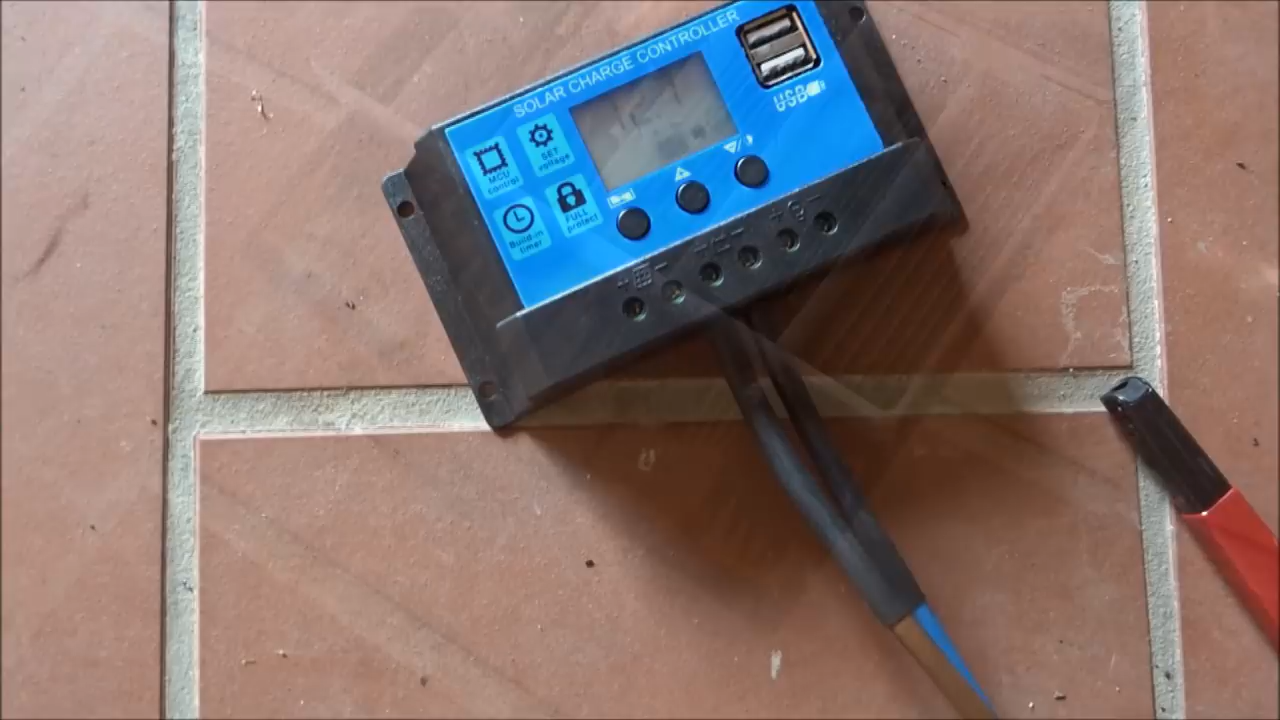 SOLAR CHARGE CONTROLLER
MCU
control
SET
voltage
Build-in
timer
FULL
protect
USB
+ -
+ -
+ -